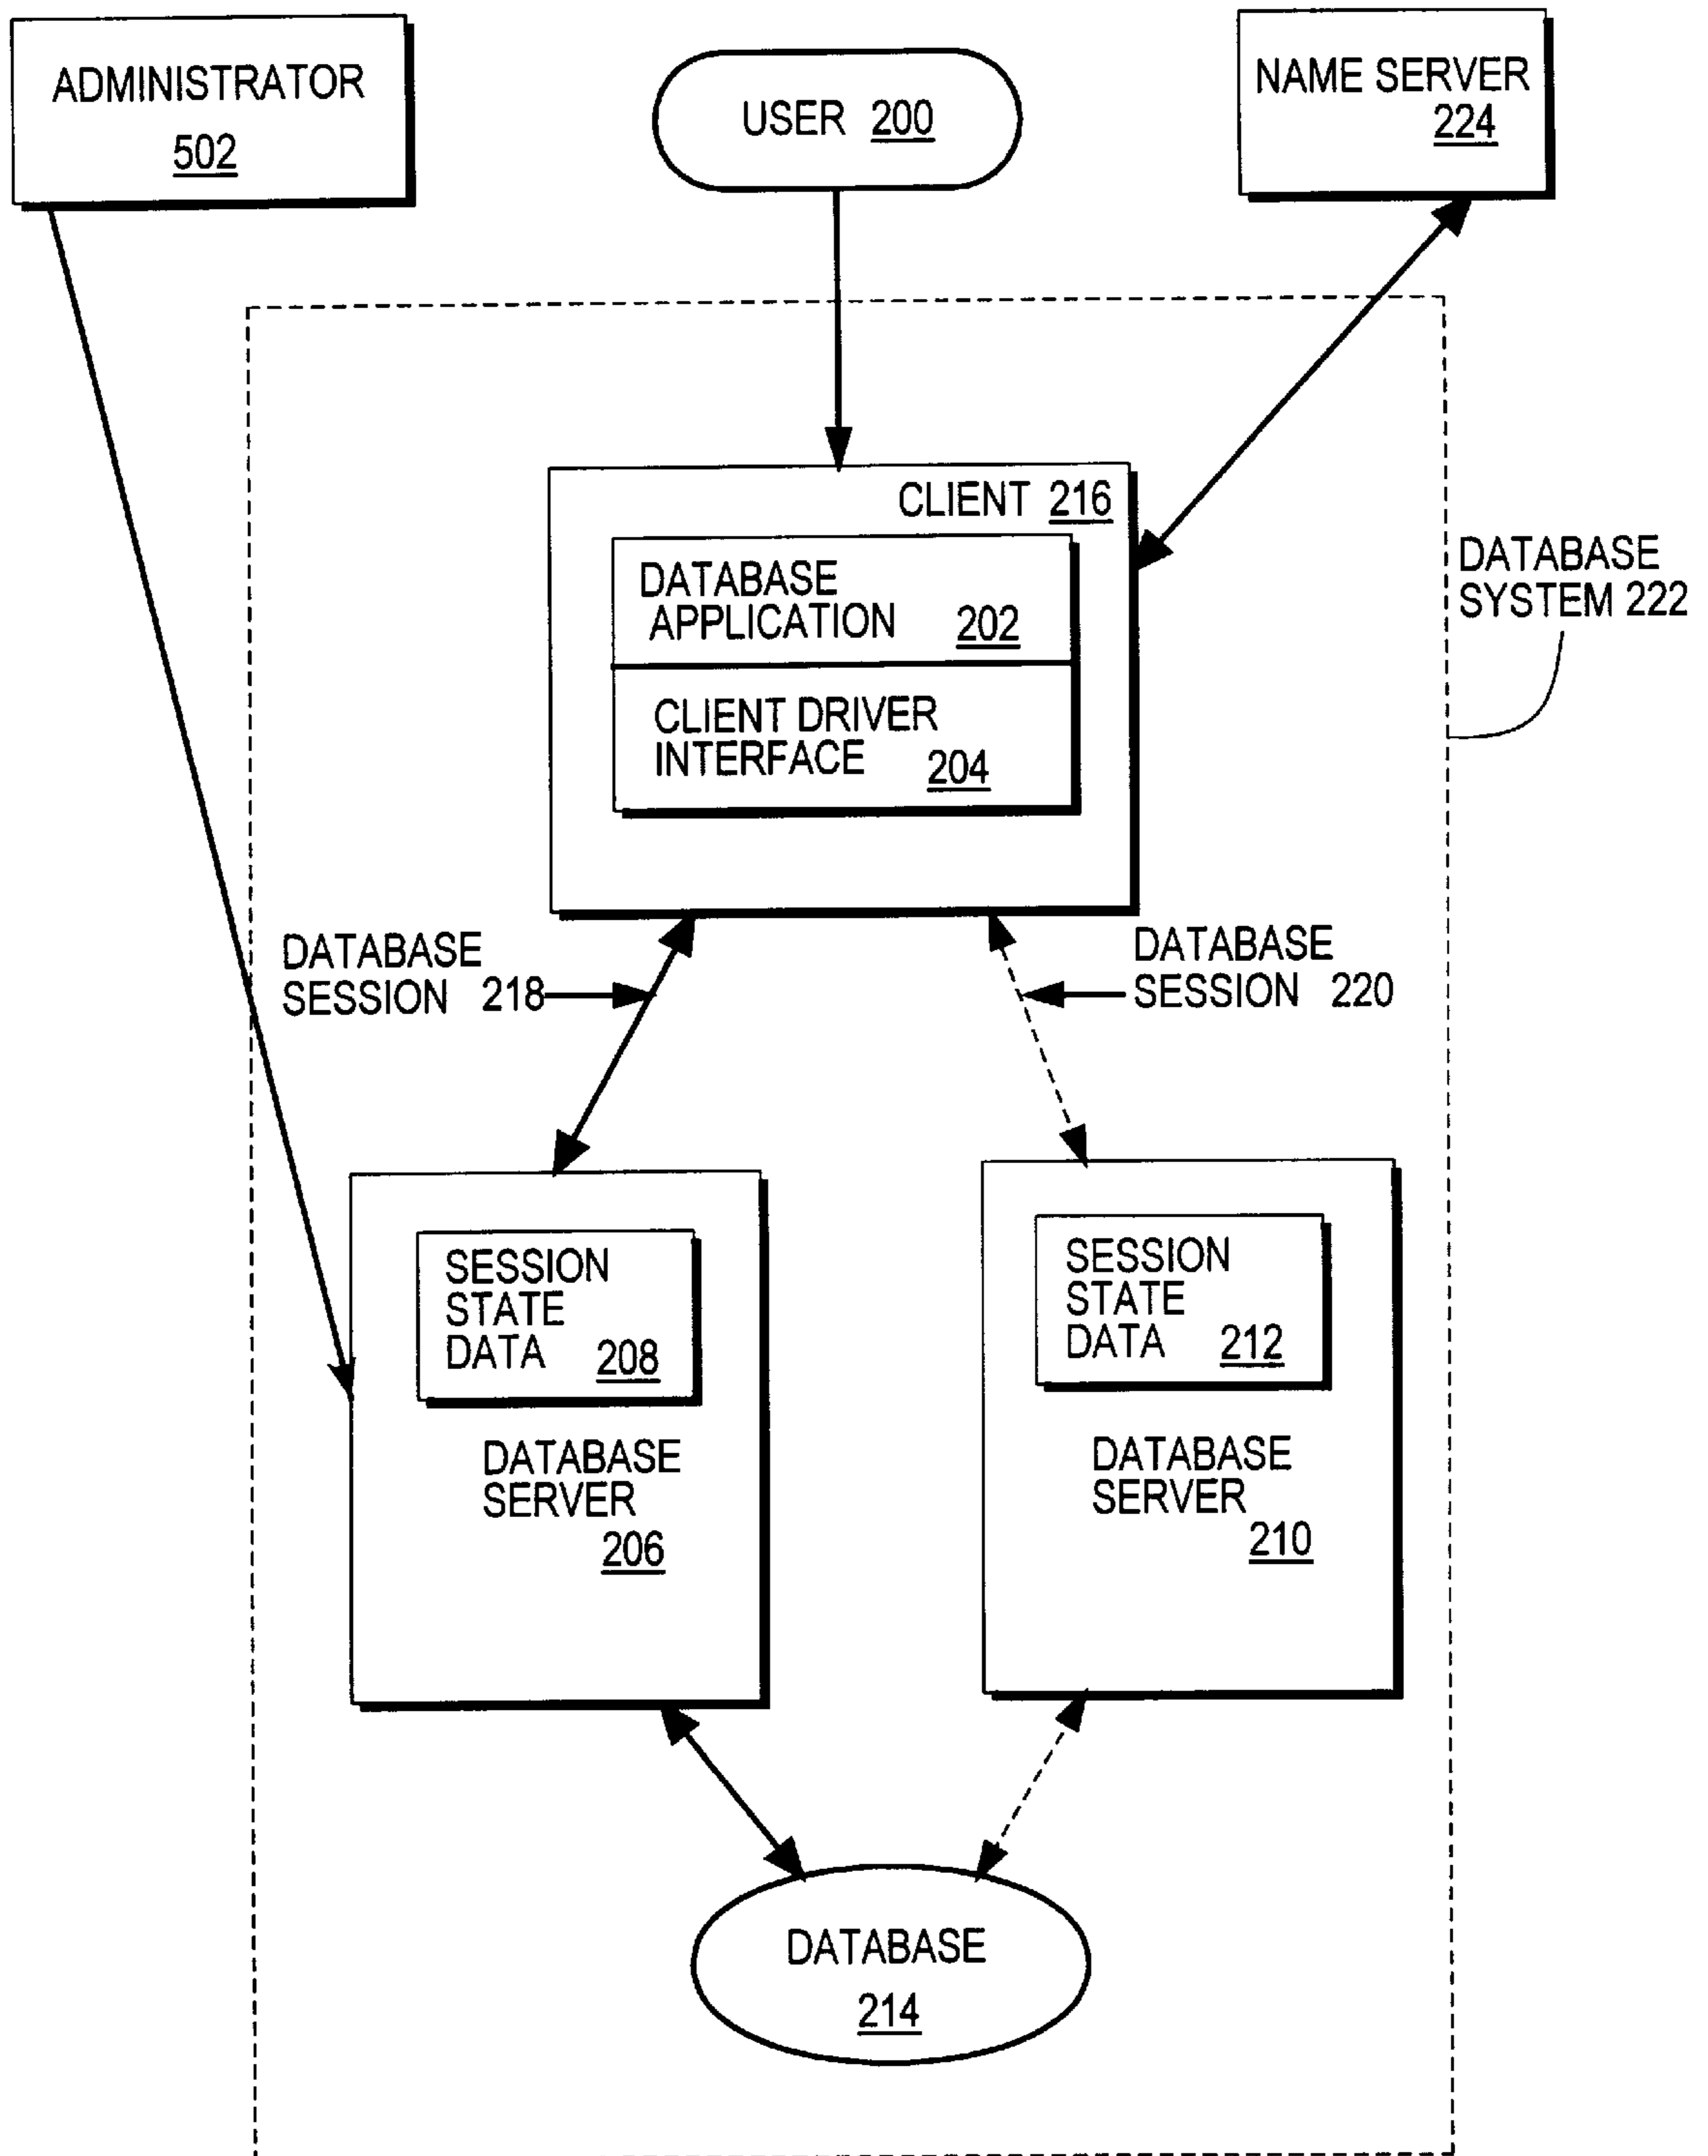 ADMINISTRATOR
502
USER 200
NAME SERVER
224
CLIENT 216
DATABASE
APPLICATION 202
CLIENT DRIVER
INTERFACE 204
DATABASE
SYSTEM 222
DATABASE
SESSION 218
DATABASE
SESSION 220
SESSION
STATE
DATA 208
DATABASE
SERVER
206
SESSION
STATE
DATA 212
DATABASE
SERVER
210
DATABASE
214